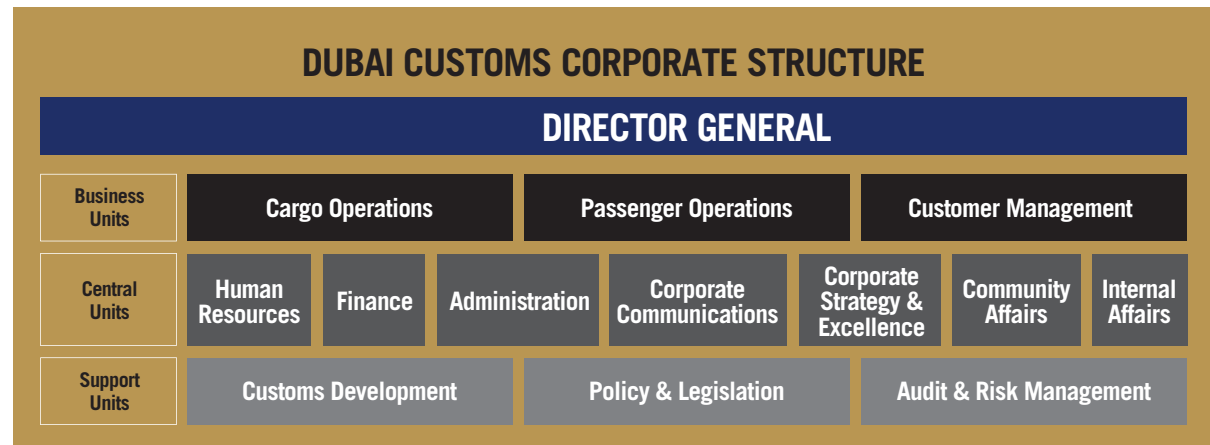 DUBAI CUSTOMS CORPORATE STRUCTURE
DIRECTOR GENERAL
Business
Units
Cargo Operations
Passenger Operations
Customer Management
Central
Units
Human
Resources
Finance
Administration
Corporate
Communications
Corporate
Strategy &
Excellence
Community
Affairs
Internal
Affairs
Support
Units
Customs Development
Policy & Legislation
Audit & Risk Management